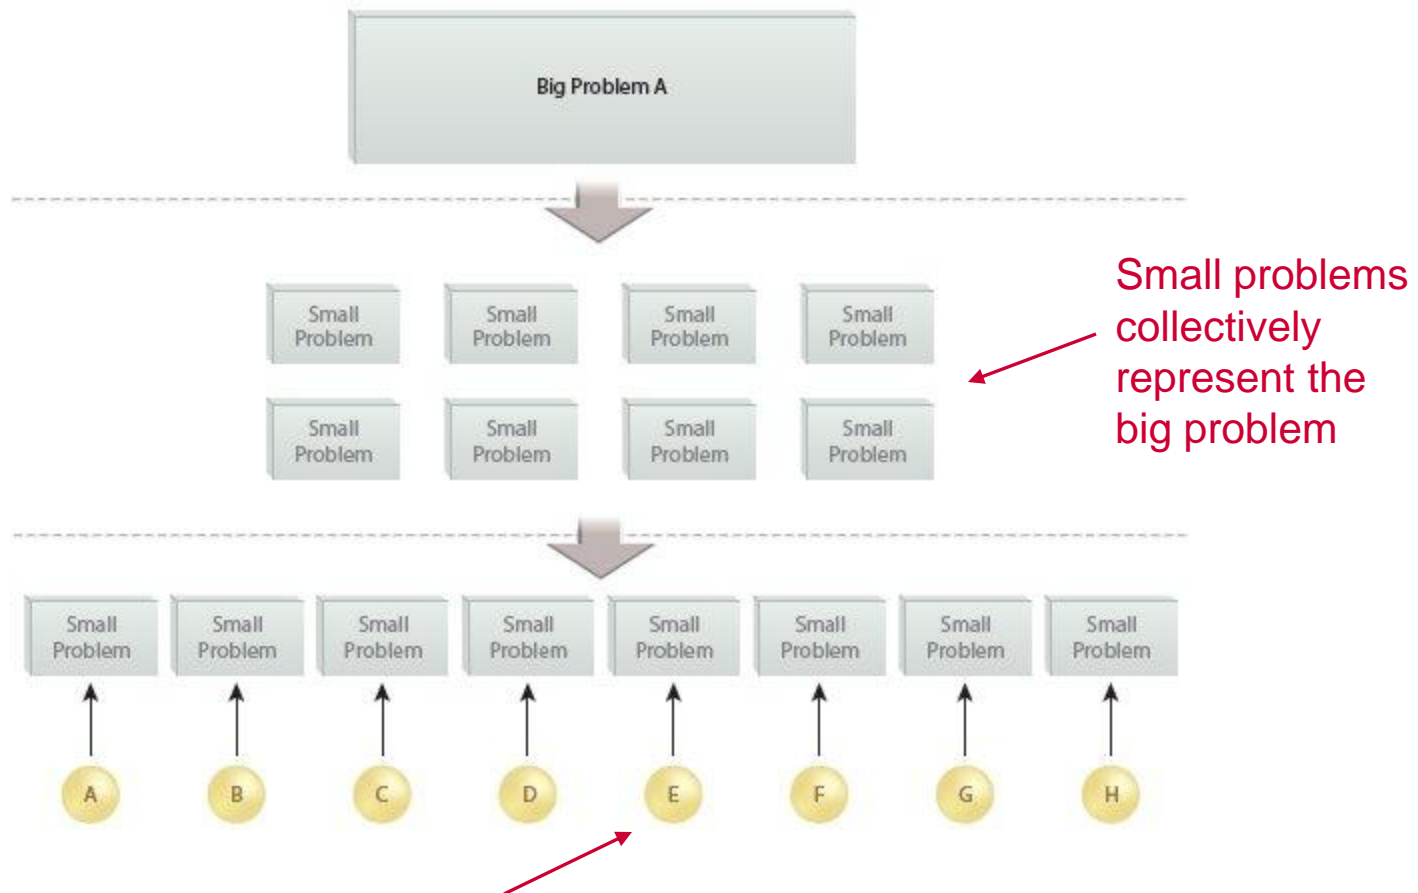 Big Problem A
Small
Problem
Small
Problem
Small
Problem
Small
Problem
Small problems
collectively
represent the
big problem
Small
Problem
Small
Problem
Small
Problem
Small
Problem
Small
Problem
Small
Problem
Small
Problem
Small
Problem
Small
Problem
Small
Problem
Small
Problem
Small
Problem
A
B
C
D
E
F
G
H